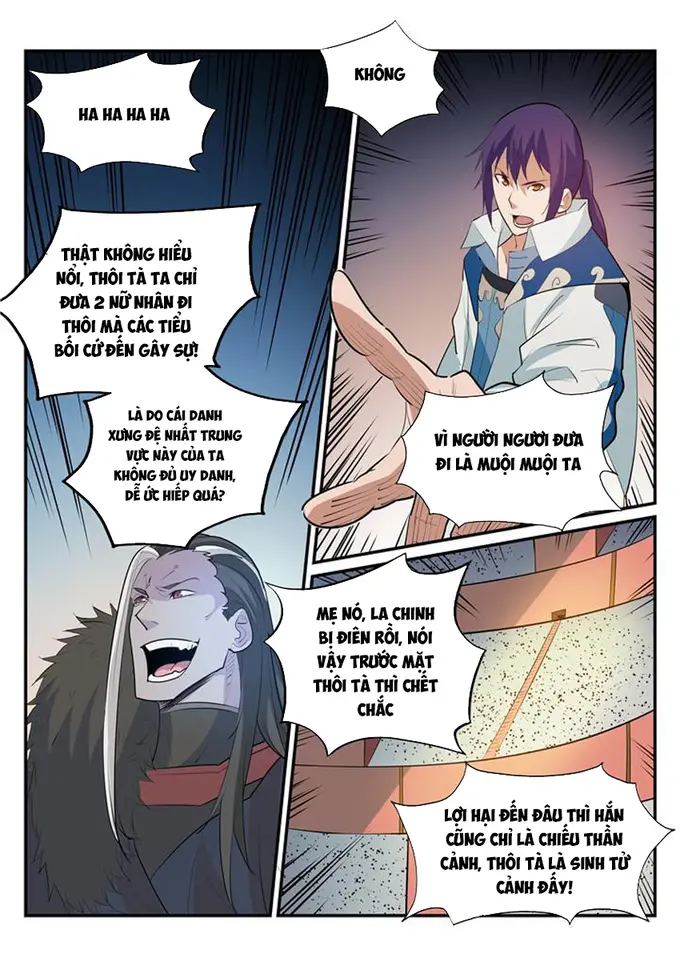 HA HA HA HA
THẬT KHÔNG HIỂU
NỔI, THÔI TÀ TA CHỈ
ĐƯA 2 NỮ NHÂN ĐI
THÔI MÀ CÁC TIỂU
BỐI CỨ ĐẾN GÂY SỰ!
LÀ DO CÁI DANH
XƯNG ĐỆ NHẤT TRUNG
VỰC NÀY CỦA TA
KHÔNG ĐỦ UY DANH,
DỄ ỨC HIẾP QUÁ?
KHÔNG
VÌ NGƯỜI NGƯƠI ĐƯA
ĐI LÀ MUỘI MUỘI TA
MẸ NÓ, LA CHINH
BỊ ĐIÊN RỒI, NÓI
VẬY TRƯỚC MẶT
THÔI TÀ THÌ CHẾT
CHẮC
LỢI HẠI ĐẾN ĐÂU THÌ HẮN
CŨNG CHỈ LÀ CHIẾU THẦN
CẢNH, THÔI TÀ LÀ SINH TỬ
CẢNH ĐẤY!